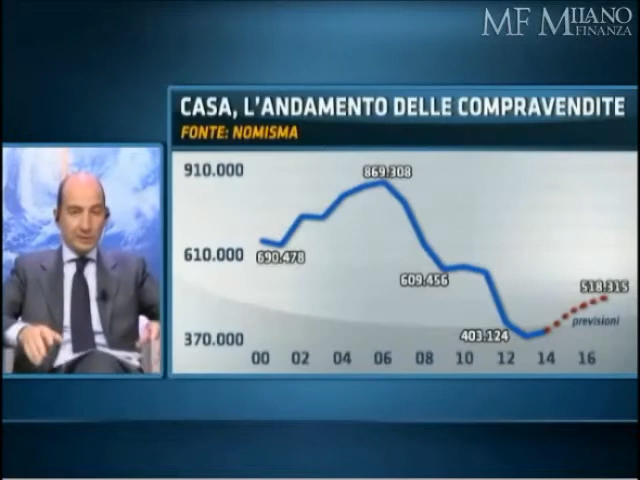 MF MILANO
FINANZA
CASA, L'ANDAMENTO DELLE COMPRAVENDITE
FONTE: NOMISMA
910.000
869.308
610.000
690.478
609.456
518.315
previsioni
403.124
370.000
00 02 04 06 08 10 12 14 16